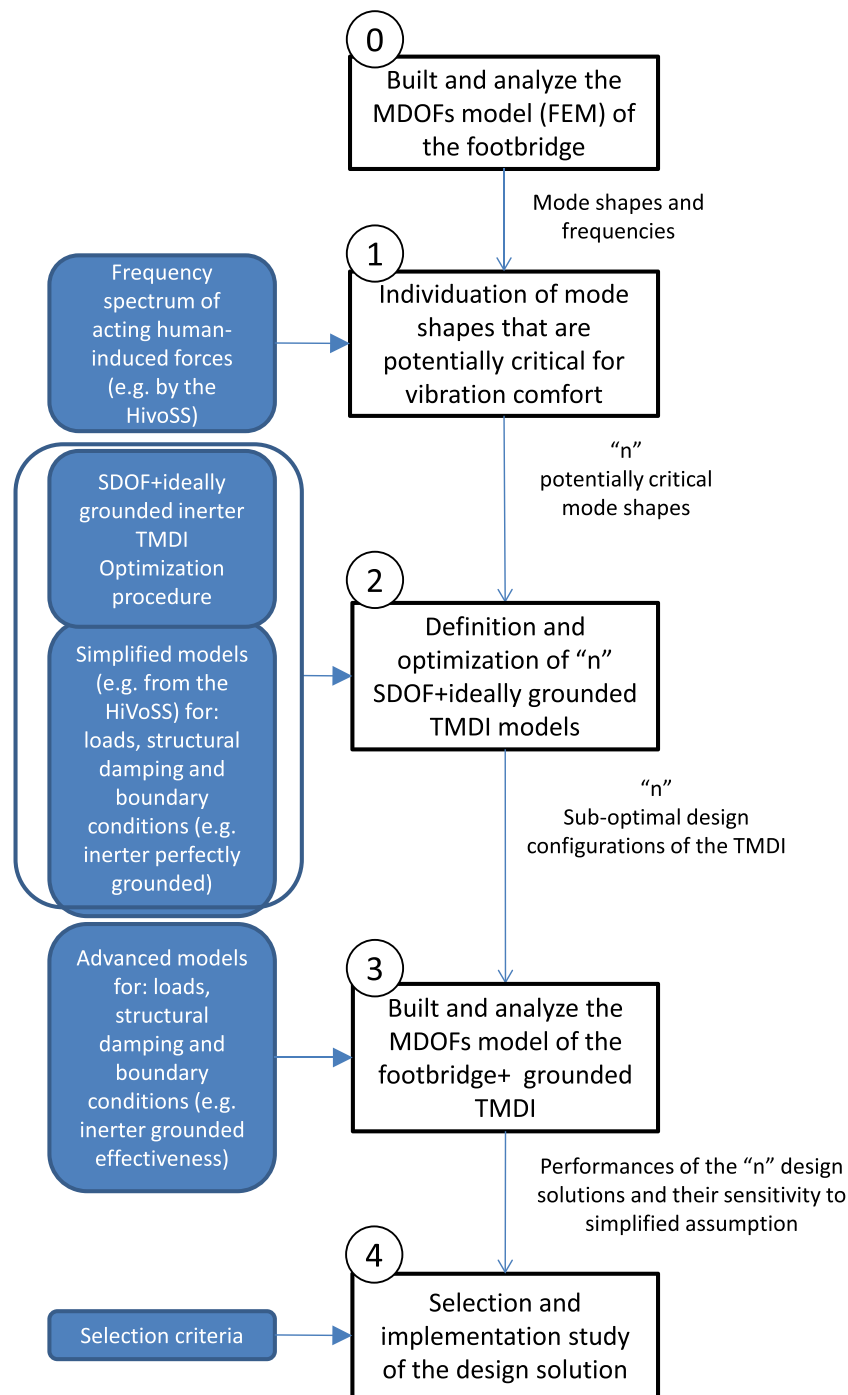 0
Built and analyze the
MDOFs model (FEM) of
the footbridge
Mode shapes and
frequencies
Frequency
spectrum of
acting human-
induced forces
(e.g. by the
HivoSS)
1
Individuation of mode
shapes that are
potentially critical for
vibration comfort
“n”
potentially critical
mode shapes
SDOF+ideally
grounded inerter
TMDI
Optimization
procedure
Simplified models
(e.g. from the
HiVoSS) for:
loads, structural
damping and
boundary
conditions (e.g.
inerter perfectly
grounded)
2
Definition and
optimization of “n”
SDOF+ideally grounded
TMDI models
“n”
Sub-optimal design
configurations of the TMDI
Advanced models
for: loads,
structural
damping and
boundary
conditions (e.g.
inerter grounded
effectiveness)
3
Built and analyze the
MDOFs model of the
footbridge+ grounded
TMDI
Performances of the “n” design
solutions and their sensitivity to
simplified assumption
Selection criteria
4
Selection and
implementation study
of the design solution